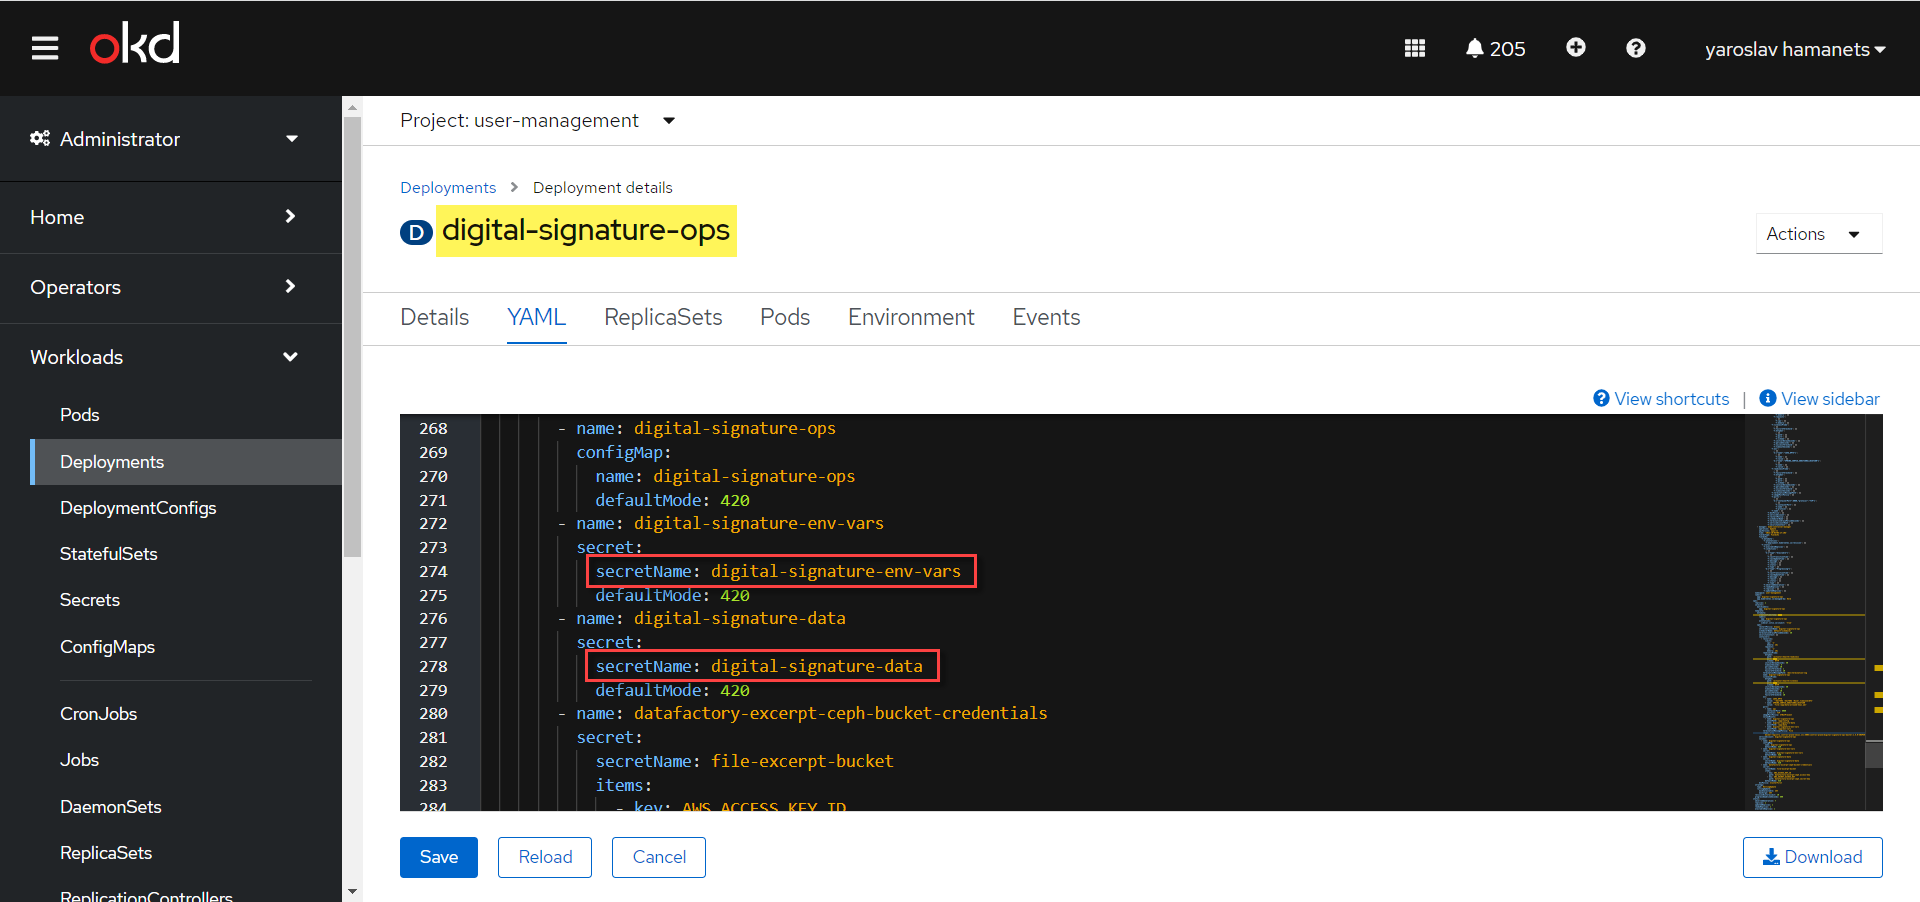 okd
205
yaroslav hamanets
Administrator
Home
Operators
Workloads
Pods
Deployments
DeploymentConfigs
StatefulSets
Secrets
ConfigMaps
CronJobs
Jobs
DaemonSets
ReplicaSets
ReplicationControllers
Project: user-management
Deployments > Deployment details
D digital-signature-ops
Actions
Details YAML ReplicaSets Pods Environment Events
View shortcuts | View sidebar
268 - name: digital-signature-ops
269 configMap:
270 name: digital-signature-ops
271 defaultMode: 420
272 - name: digital-signature-env-vars
273 secret:
274 secretName: digital-signature-env-vars
275 defaultMode: 420
276 - name: digital-signature-data
277 secret:
278 secretName: digital-signature-data
279 defaultMode: 420
280 - name: datafactory-excerpt-ceph-bucket-credentials
281 secret:
282 secretName: file-excerpt-bucket
283 items:
284 - key: AWS_ACCESS_KEY_ID
Save Reload Cancel Download